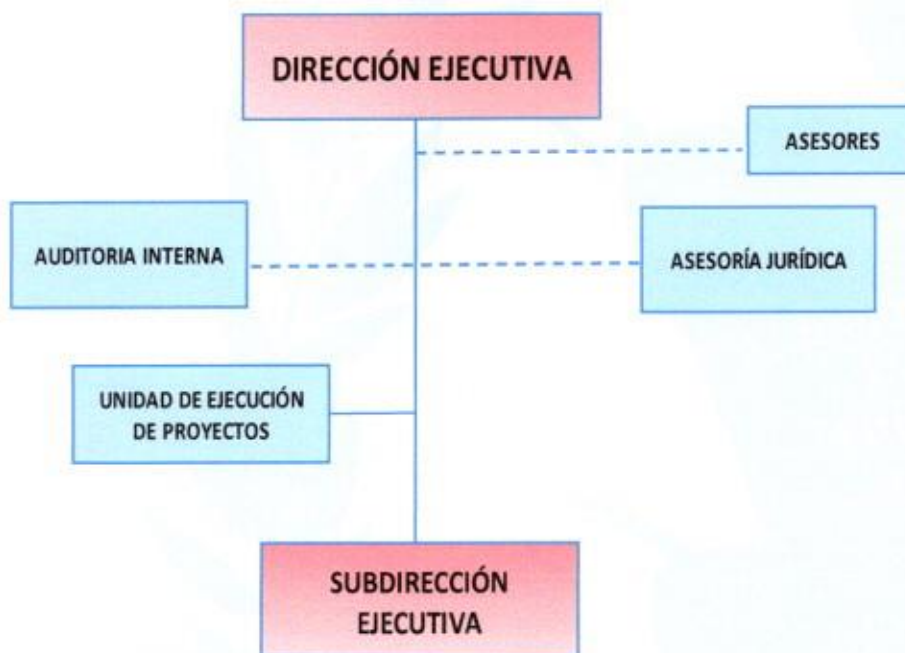 DIRECCIÓN EJECUTIVA
ASESORES
AUDITORIA INTERNA
ASESORÍA JURÍDICA
UNIDAD DE EJECUCIÓN
DE PROYECTOS
SUBDIRECCIÓN
EJECUTIVA